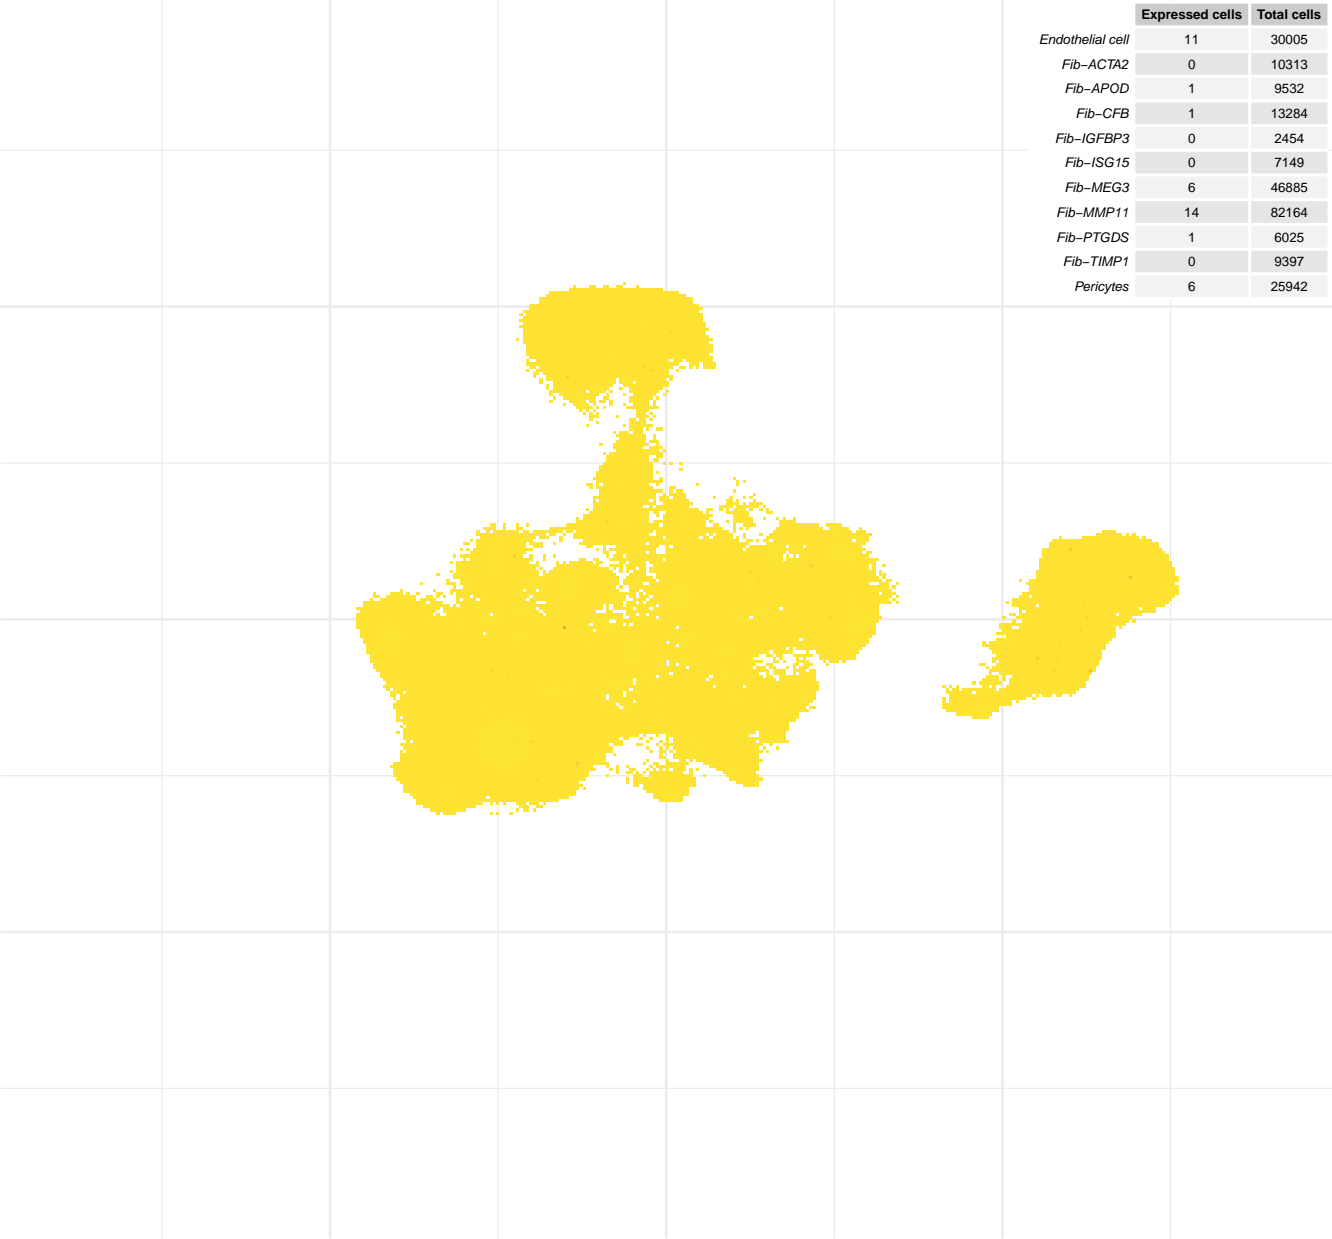 Expressed cells Total cells
Endothelial cell 11 30005
Fib−ACTA2 0 10313
Fib−APOD 1 9532
Fib−CFB 1 13284
Fib−IGFBP3 0 2454
Fib−ISG15 0 7149
Fib−MEG3 6 46885
Fib−MMP11 14 82164
Fib−PTGDS 1 6025
Fib−TIMP1 0 9397
Pericytes 6 25942